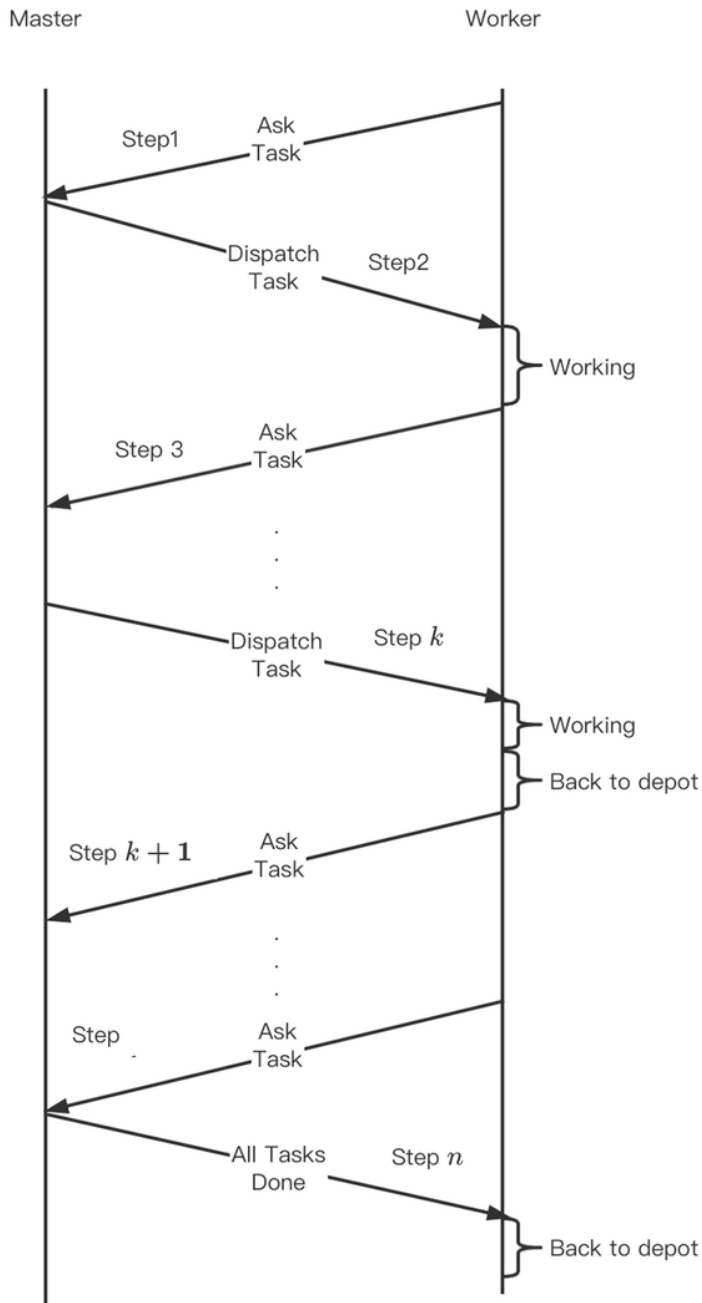 Master
Worker
Step1
Ask
Task
Dispatch
Task
Step2
Working
Step 3
Ask
Task
.
.
.
Dispatch
Task
Step k
Working
Back to depot
Step k + 1
Ask
Task
.
.
.
Step
Ask
Task
All Tasks
Done
Step n
Back to depot